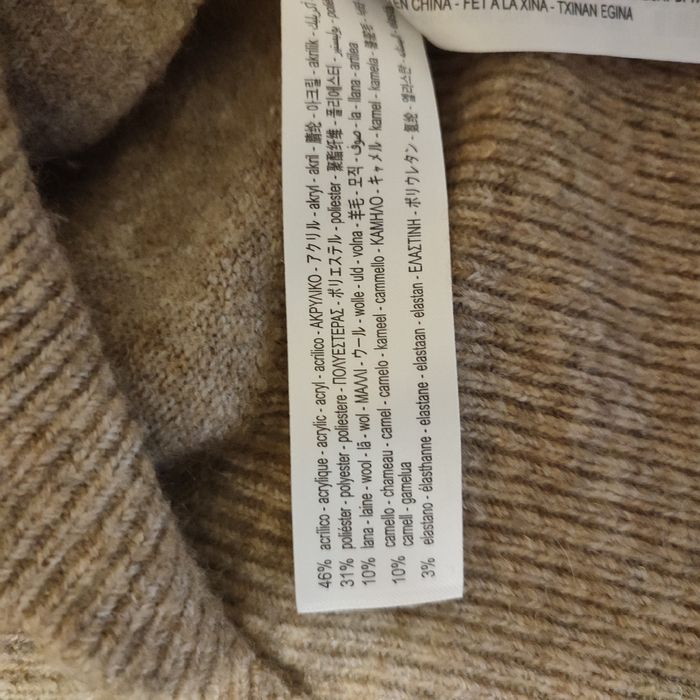 EN CHINA - FET A LA XINA - TXINAN EGINA
46% acrílico - acrylique - acrylic - acryl - acrilico - ΑΚΡΥΛΙΚΟ - アクリル - akryl - akril - 腈纶 - 아크릴 - akrilik -
31% poliéster - polyester - poliestere - ΠΟΛΥΕΣΤΕΡΑΣ - ポリエステル - poliester - 聚酯纤维 - 폴리에스터 -
10% lana - laine - wool - lã - wol - ΜΑΛΛΙ - ウール - wolle - uld - volna - 羊毛 - 모직 - صوف - la - llana - artilea
10% camello - chameau - camel - camelo - kameel - cammello - ΚΑΜΗΛΟ - キャメル - kamel - kamela -
camell - gamelua
3% elastano - élasthanne - elastane - elastaan - elastan - ΕΛΑΣΤΙΝΗ - ポリウレタン - 氨纶 - 엘라스탄 -